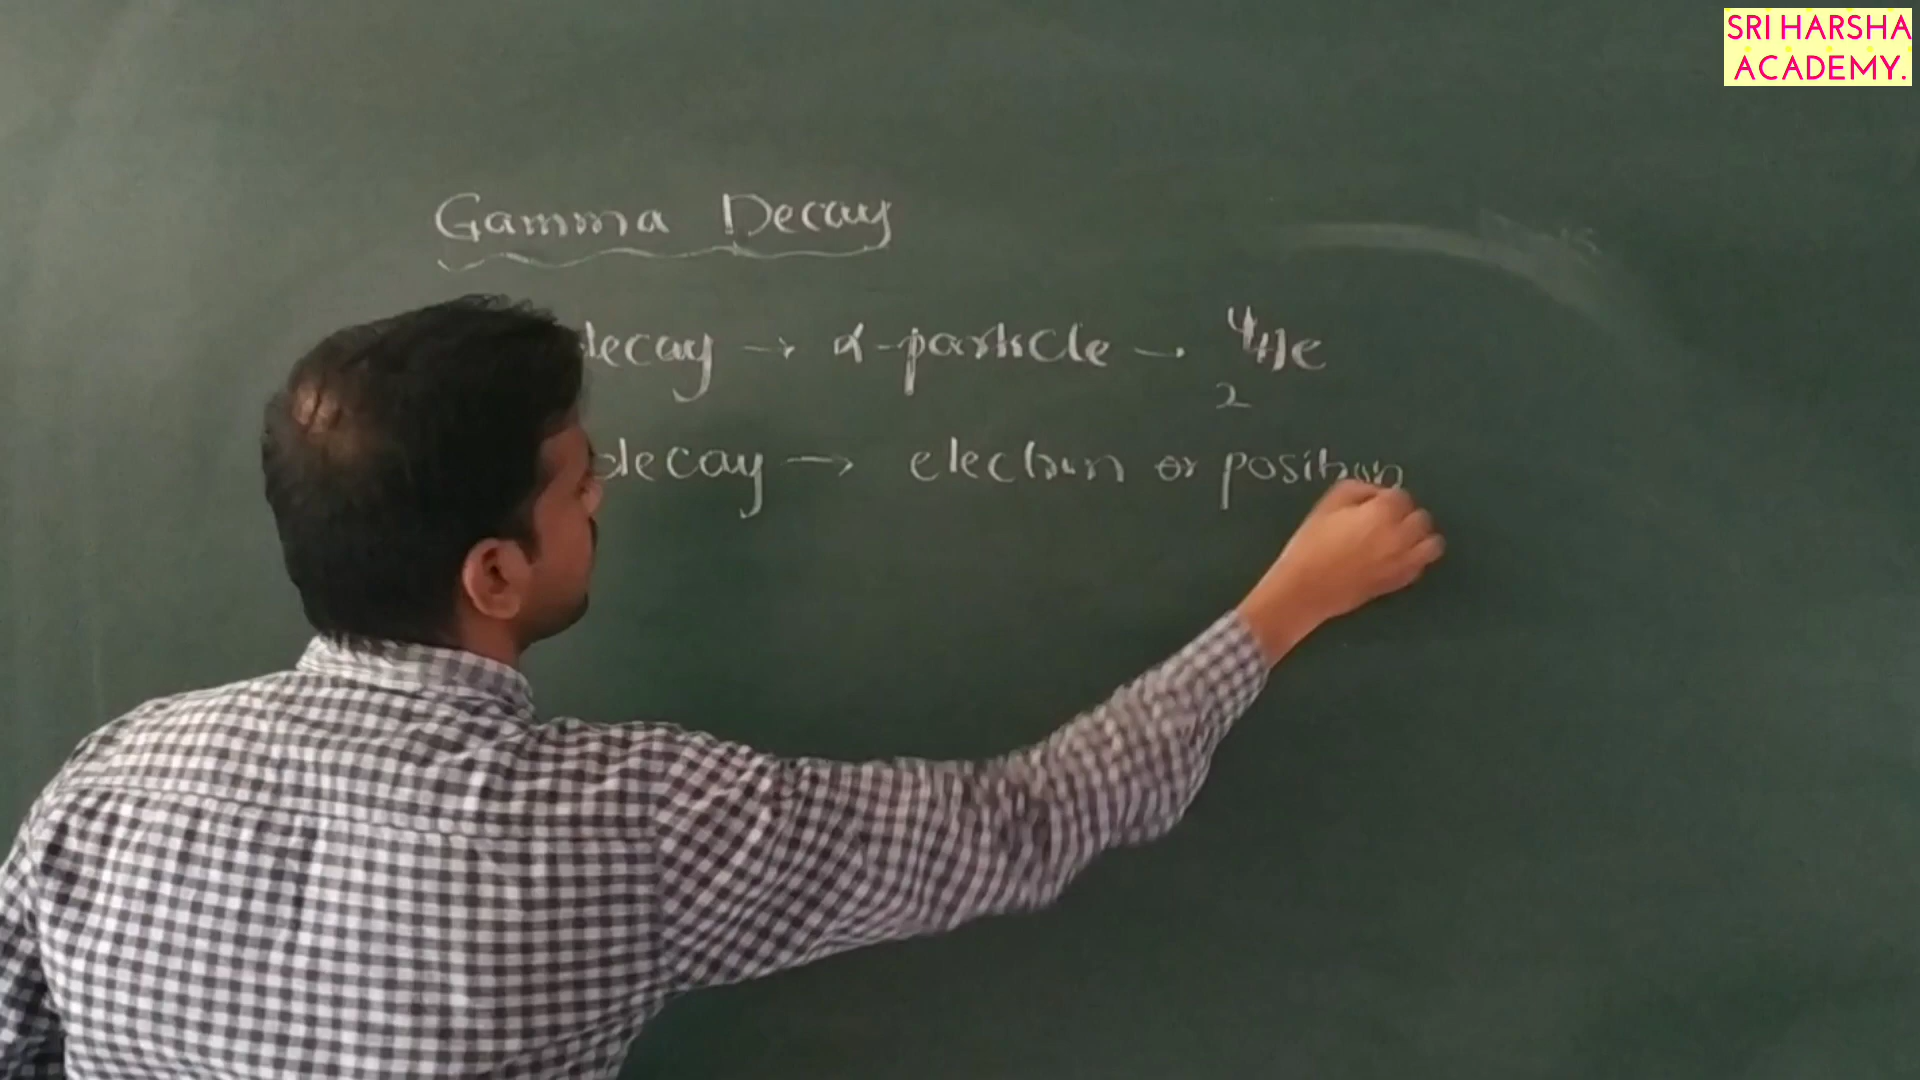 SRI HARSHA
ACADEMY.
Gamma Decay
decay → α-particle → ⁴₂He
decay → electron or positron